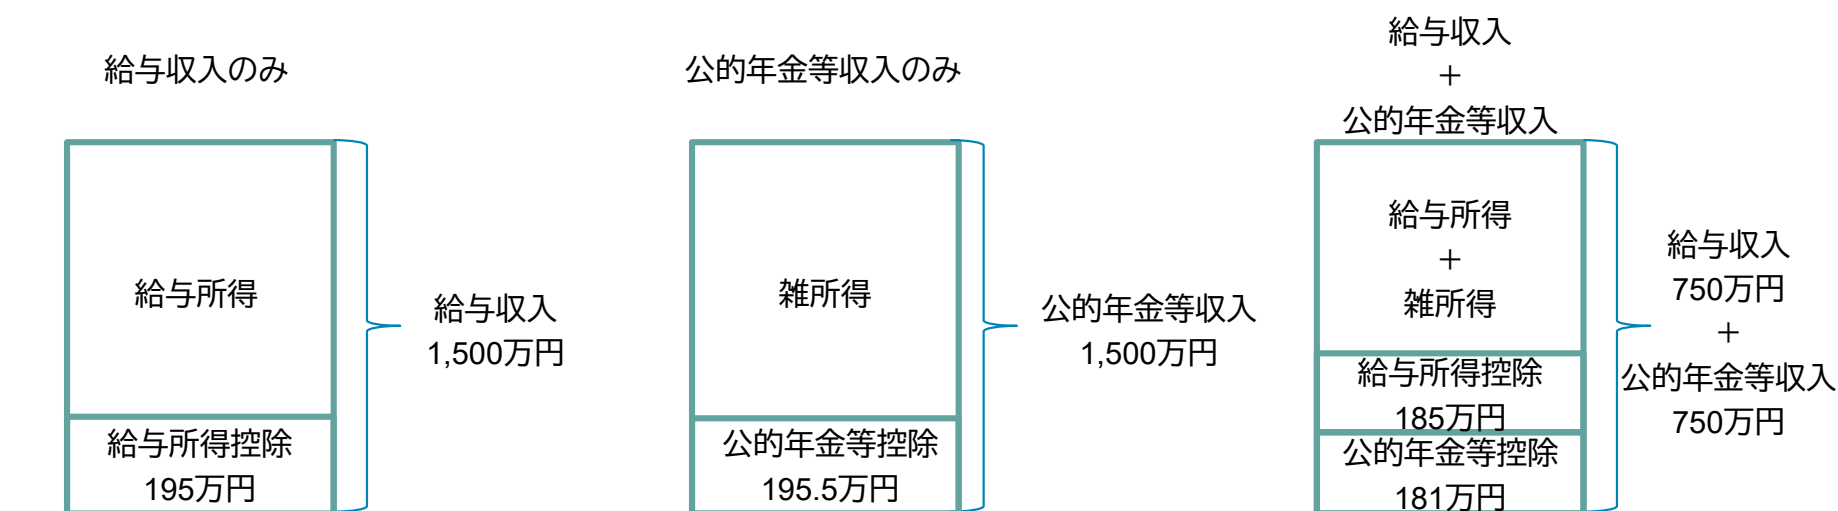 給与収入のみ
給与所得
給与所得控除
195万円
給与収入
1,500万円
公的年金等収入のみ
雑所得
公的年金等控除
195.5万円
公的年金等収入
1,500万円
給与収入
＋
公的年金等収入
給与所得
＋
雑所得
給与所得控除
185万円
公的年金等控除
181万円
給与収入
750万円
＋
公的年金等収入
750万円